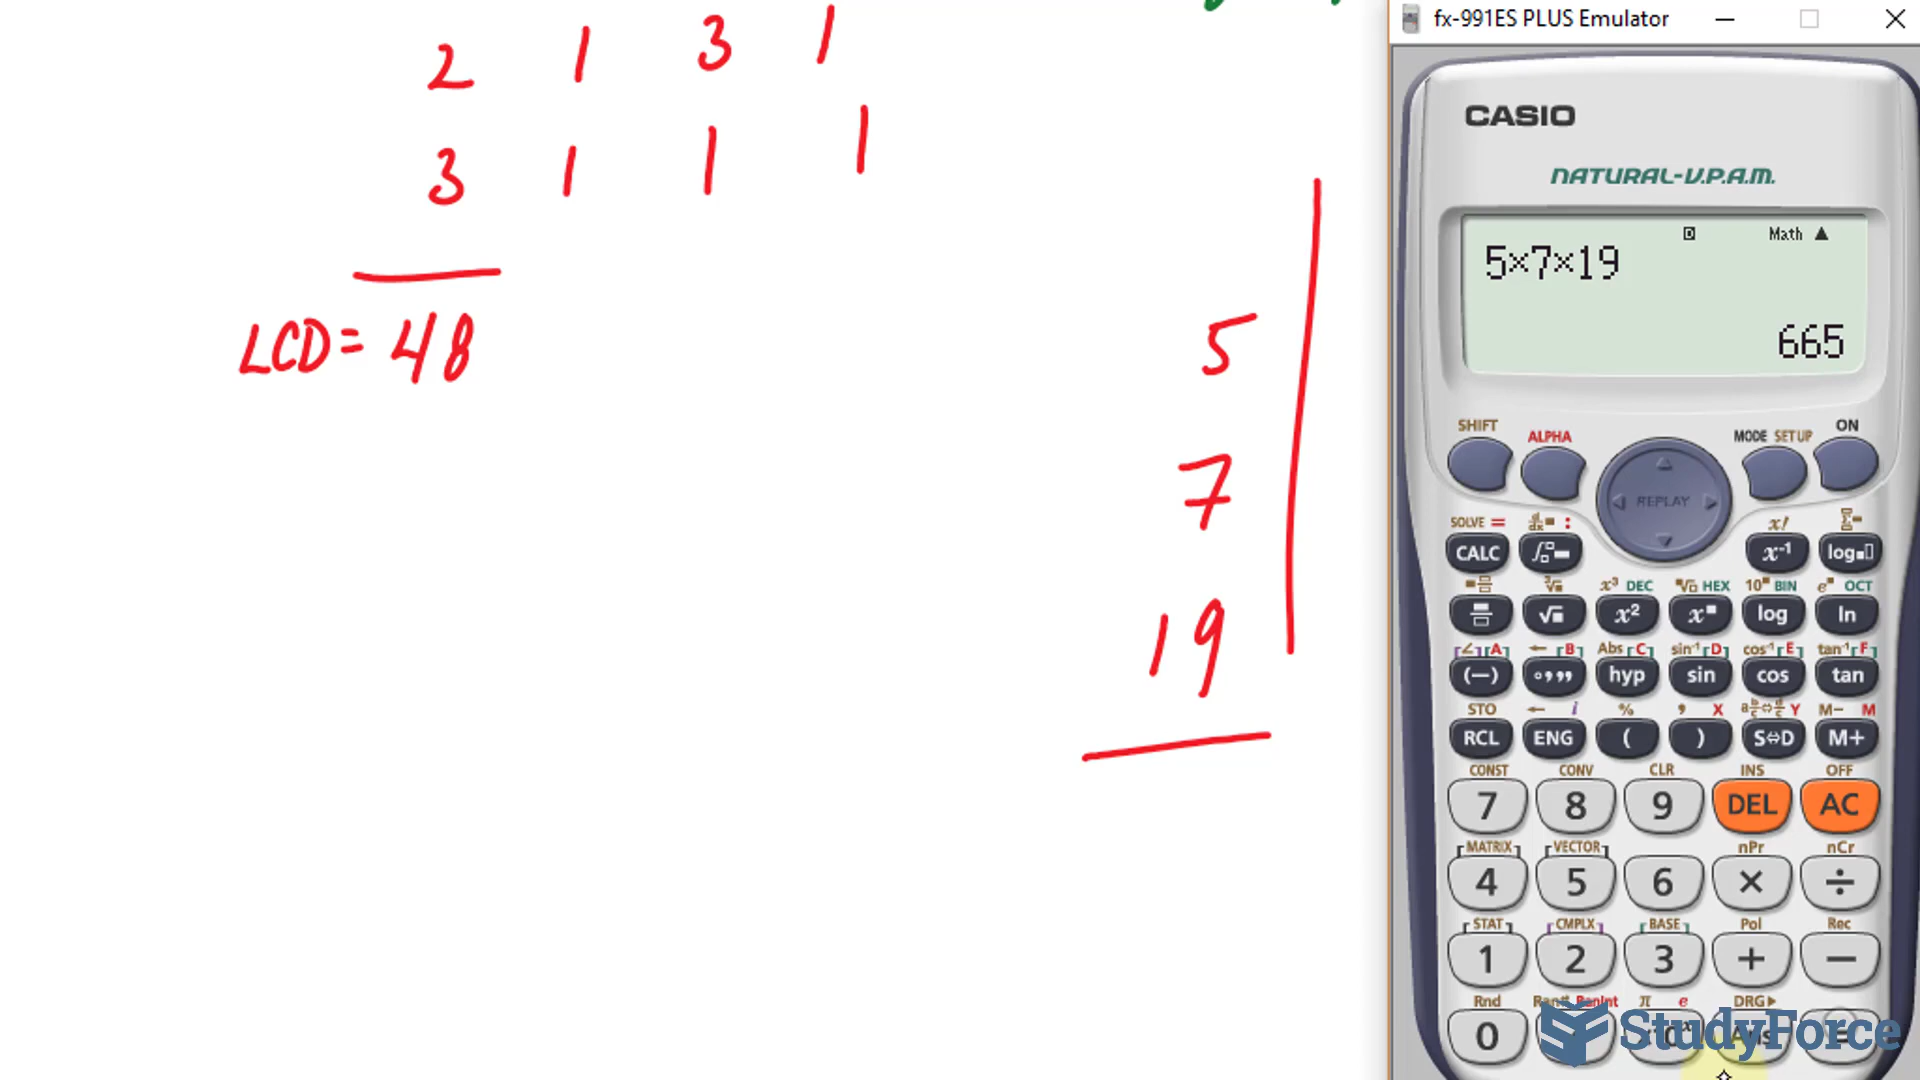 2 1 3 1
3 1 1 1
LCD = 48
5
7
19
fx-991ES PLUS Emulator
CASIO
NATURAL-V.P.A.M.
D Math ▲
5×7×19
665
SHIFT ALPHA MODE SETUP ON
REPLAY
SOLVE = d/dx : x! Σ
CALC x⁻¹ log
x³ DEC HEX 10 BIN e OCT
x² x log ln
∠ A ← B Abs C sin⁻¹ D cos⁻¹ E tan⁻¹ F
(−) hyp sin cos tan
STO ← i % , X Y M− M
RCL ENG ( ) S⇔D M+
CONST CONV CLR INS OFF
7 8 9 DEL AC
MATRIX VECTOR nPr nCr
4 5 6 × ÷
STAT CMPLX BASE Pol Rec
1 2 3 + −
Rnd Ran# RanInt π e DRG▶
0 Ans =
StudyForce